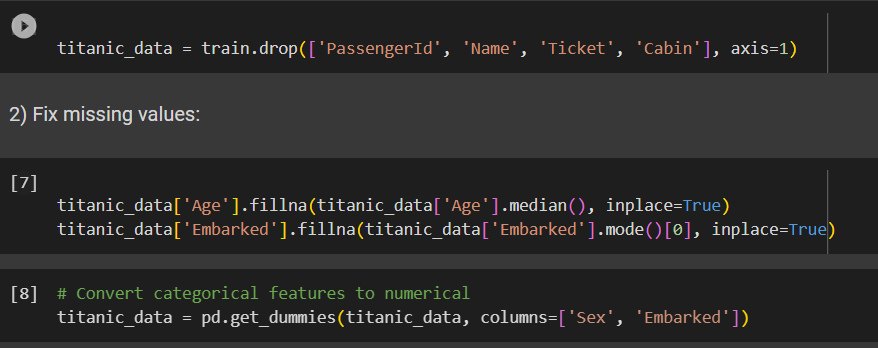 titanic_data = train.drop(['PassengerId', 'Name', 'Ticket', 'Cabin'], axis=1)
2) Fix missing values:
[7]
titanic_data['Age'].fillna(titanic_data['Age'].median(), inplace=True)
titanic_data['Embarked'].fillna(titanic_data['Embarked'].mode()[0], inplace=True)
[8] # Convert categorical features to numerical
titanic_data = pd.get_dummies(titanic_data, columns=['Sex', 'Embarked'])